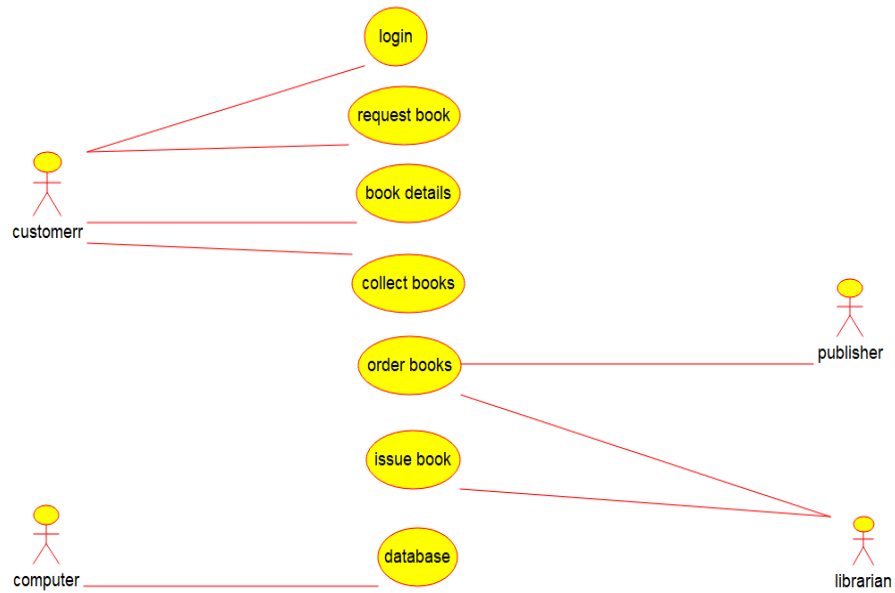 login
request book
book details
customerr
collect books
publisher
order books
issue book
database
computer
librarian